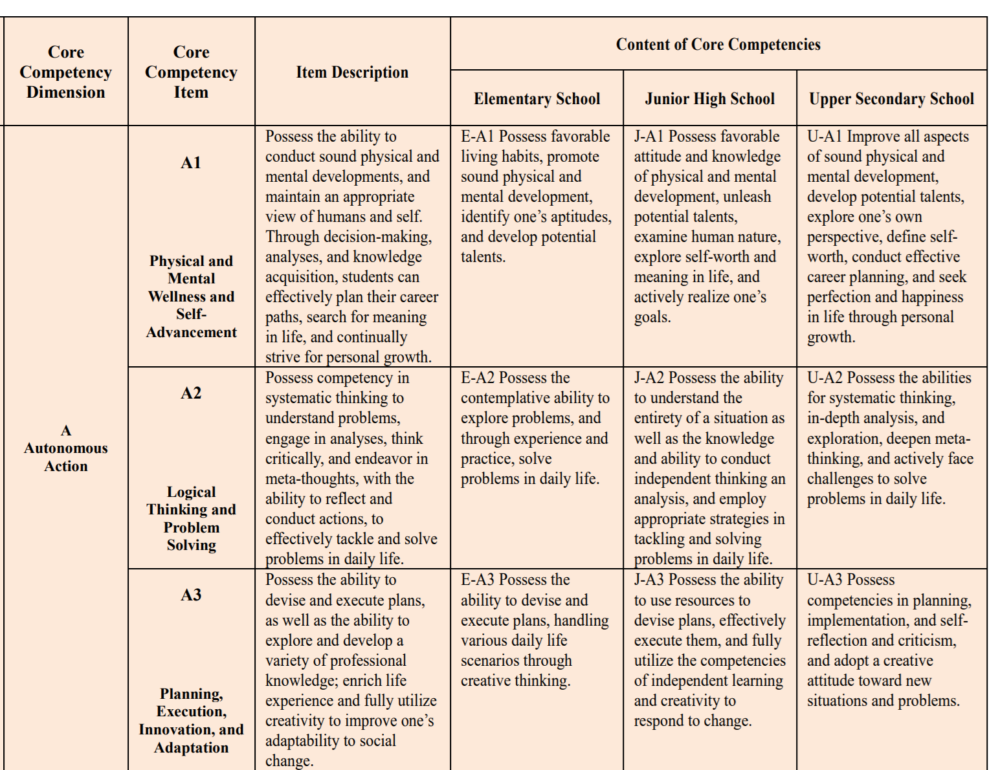 Core
Competency
Dimension
Core
Competency
Item
Item Description
Content of Core Competencies
Elementary School
Junior High School
Upper Secondary School
A
Autonomous
Action
A1
Physical and
Mental
Wellness and
Self-
Advancement
Possess the ability to
conduct sound physical and
mental developments, and
maintain an appropriate
view of humans and self.
Through decision-making,
analyses, and knowledge
acquisition, students can
effectively plan their career
paths, search for meaning
in life, and continually
strive for personal growth.
E-A1 Possess favorable
living habits, promote
sound physical and
mental development,
identify one’s aptitudes,
and develop potential
talents.
J-A1 Possess favorable
attitude and knowledge
of physical and mental
development, unleash
potential talents,
examine human nature,
explore self-worth and
meaning in life, and
actively realize one’s
goals.
U-A1 Improve all aspects
of sound physical and
mental development,
develop potential talents,
explore one’s own
perspective, define self-
worth, conduct effective
career planning, and seek
perfection and happiness
in life through personal
growth.
A2
Logical
Thinking and
Problem
Solving
Possess competency in
systematic thinking to
understand problems,
engage in analyses, think
critically, and endeavor in
meta-thoughts, with the
ability to reflect and
conduct actions, to
effectively tackle and solve
problems in daily life.
E-A2 Possess the
contemplative ability to
explore problems, and
through experience and
practice, solve
problems in daily life.
J-A2 Possess the ability
to understand the
entirety of a situation as
well as the knowledge
and ability to conduct
independent thinking an
analysis, and employ
appropriate strategies in
tackling and solving
problems in daily life.
U-A2 Possess the abilities
for systematic thinking,
in-depth analysis, and
exploration, deepen meta-
thinking, and actively face
challenges to solve
problems in daily life.
A3
Planning,
Execution,
Innovation, and
Adaptation
Possess the ability to
devise and execute plans,
as well as the ability to
explore and develop a
variety of professional
knowledge; enrich life
experience and fully utilize
creativity to improve one’s
adaptability to social
change.
E-A3 Possess the
ability to devise and
execute plans, handling
various daily life
scenarios through
creative thinking.
J-A3 Possess the ability
to use resources to
devise plans, effectively
execute them, and fully
utilize the competencies
of independent learning
and creativity to
respond to change.
U-A3 Possess
competencies in planning,
implementation, and self-
reflection and criticism,
and adopt a creative
attitude toward new
situations and problems.